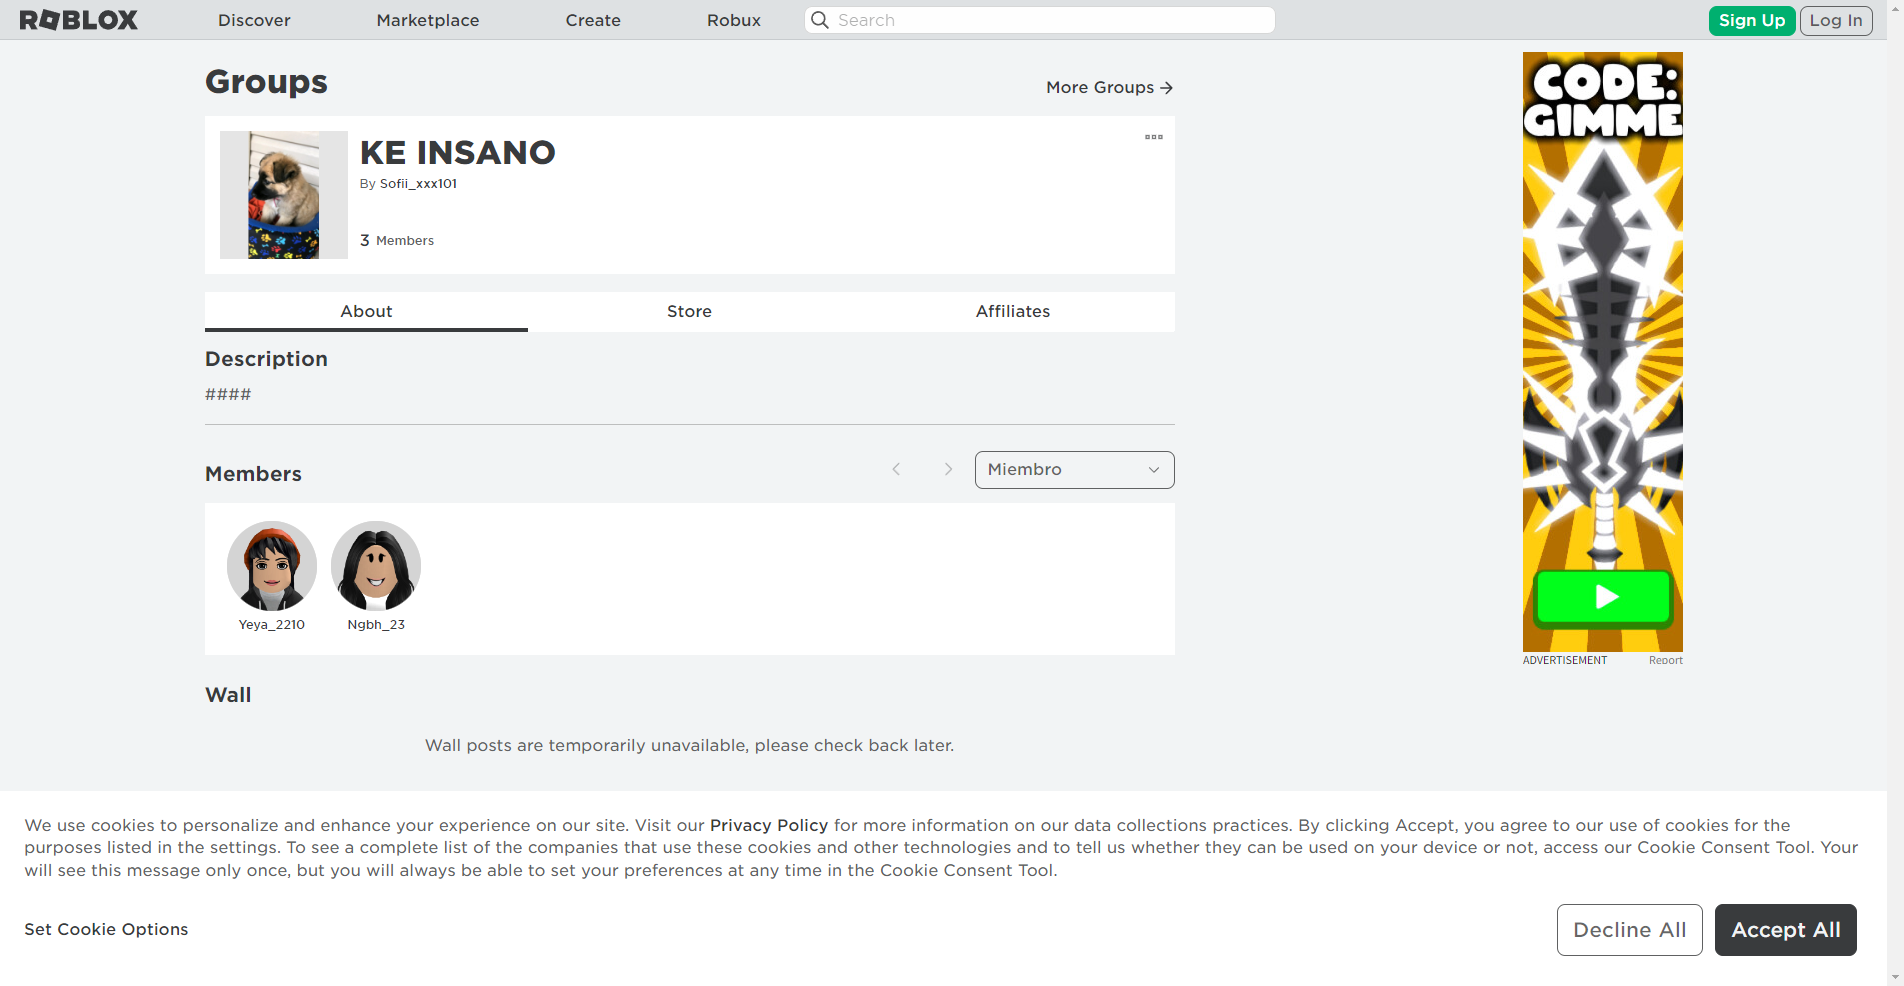 ROBLOX
Discover
Marketplace
Create
Robux
Search
Sign Up
Log In
Groups
More Groups
KE INSANO
By Sofii_xxx101
3 Members
About
Store
Affiliates
Description
####
Members
Miembro
Yeya_2210
Ngbh_23
Wall
Wall posts are temporarily unavailable, please check back later.
CODE:
GIMME
ADVERTISEMENT
Report
We use cookies to personalize and enhance your experience on our site. Visit our Privacy Policy for more information on our data collections practices. By clicking Accept, you agree to our use of cookies for the
purposes listed in the settings. To see a complete list of the companies that use these cookies and other technologies and to tell us whether they can be used on your device or not, access our Cookie Consent Tool. Your
will see this message only once, but you will always be able to set your preferences at any time in the Cookie Consent Tool.
Set Cookie Options
Decline All
Accept All